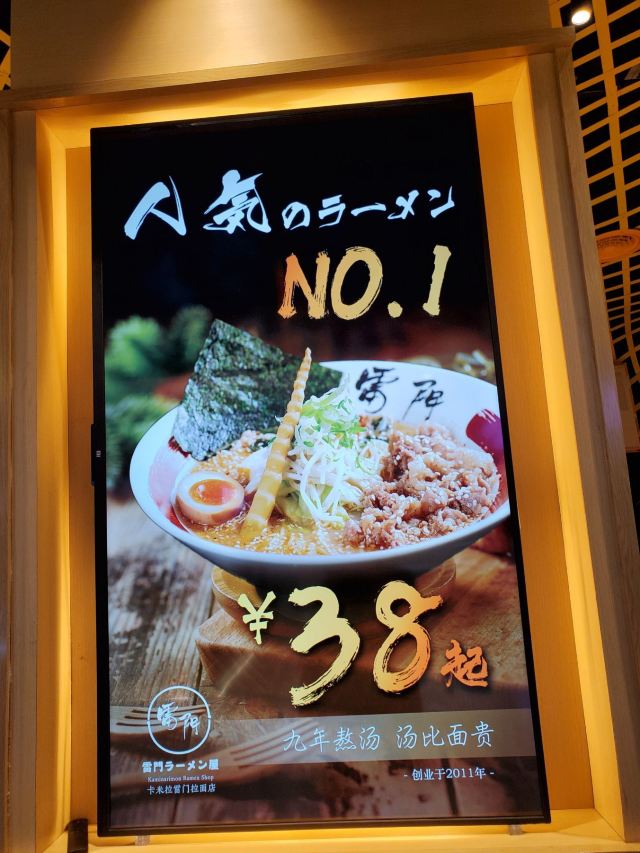 人気のラーメン
NO.1
雷門
¥38起
九年熬汤 汤比面贵
- 创业于2011年 -
雷門
雷門ラーメン屋
Kaminarimon Ramen Shop
卡米拉雷门拉面店